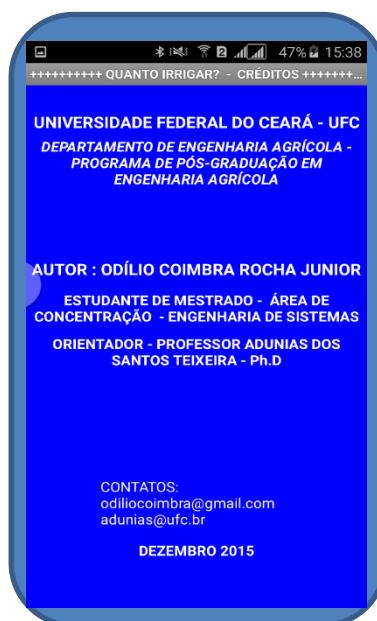 2 47% 15:38
++++++++++ QUANTO IRRIGAR? - CRÉDITOS +++++++...
UNIVERSIDADE FEDERAL DO CEARÁ - UFC
DEPARTAMENTO DE ENGENHARIA AGRÍCOLA -
PROGRAMA DE PÓS-GRADUAÇÃO EM
ENGENHARIA AGRÍCOLA
AUTOR : ODÍLIO COIMBRA ROCHA JUNIOR
ESTUDANTE DE MESTRADO - ÁREA DE
CONCENTRAÇÃO - ENGENHARIA DE SISTEMAS
ORIENTADOR - PROFESSOR ADUNIAS DOS
SANTOS TEIXEIRA - Ph.D
CONTATOS:
odiliocoimbra@gmail.com
adunias@ufc.br
DEZEMBRO 2015